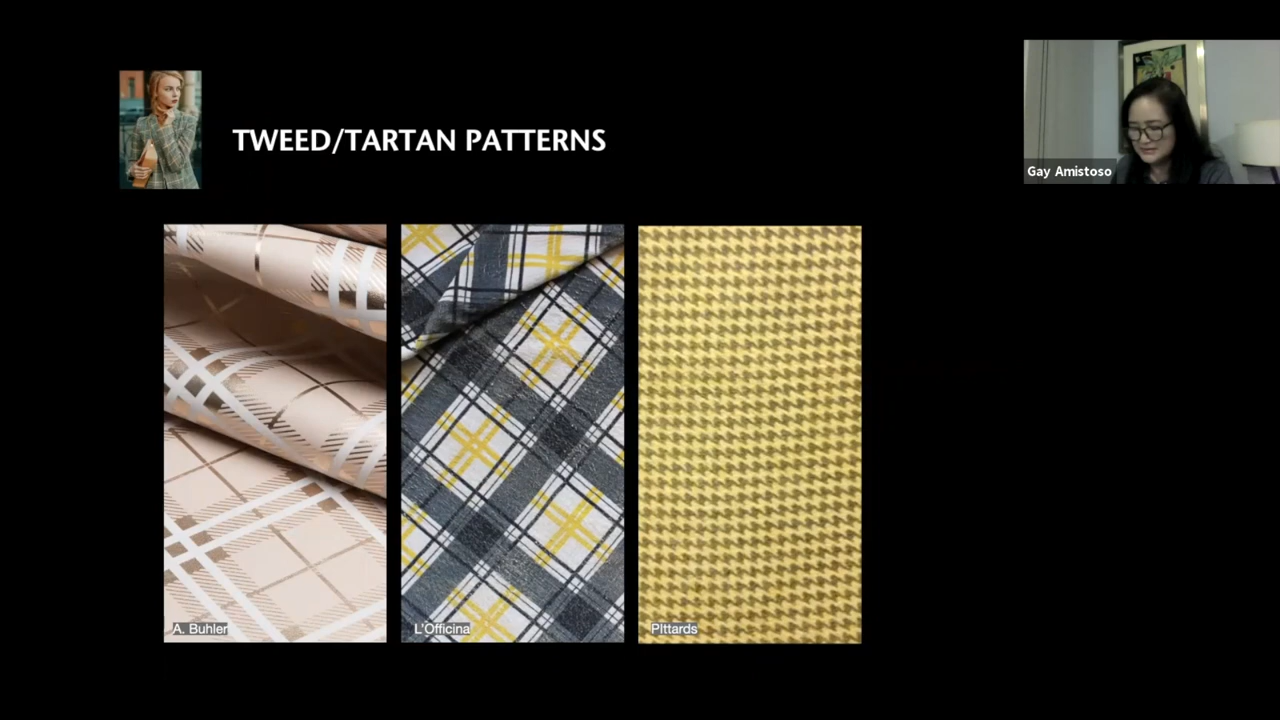 TWEED/TARTAN PATTERNS
Gay Amistoso
A. Buhler
L'Officina
PIttards